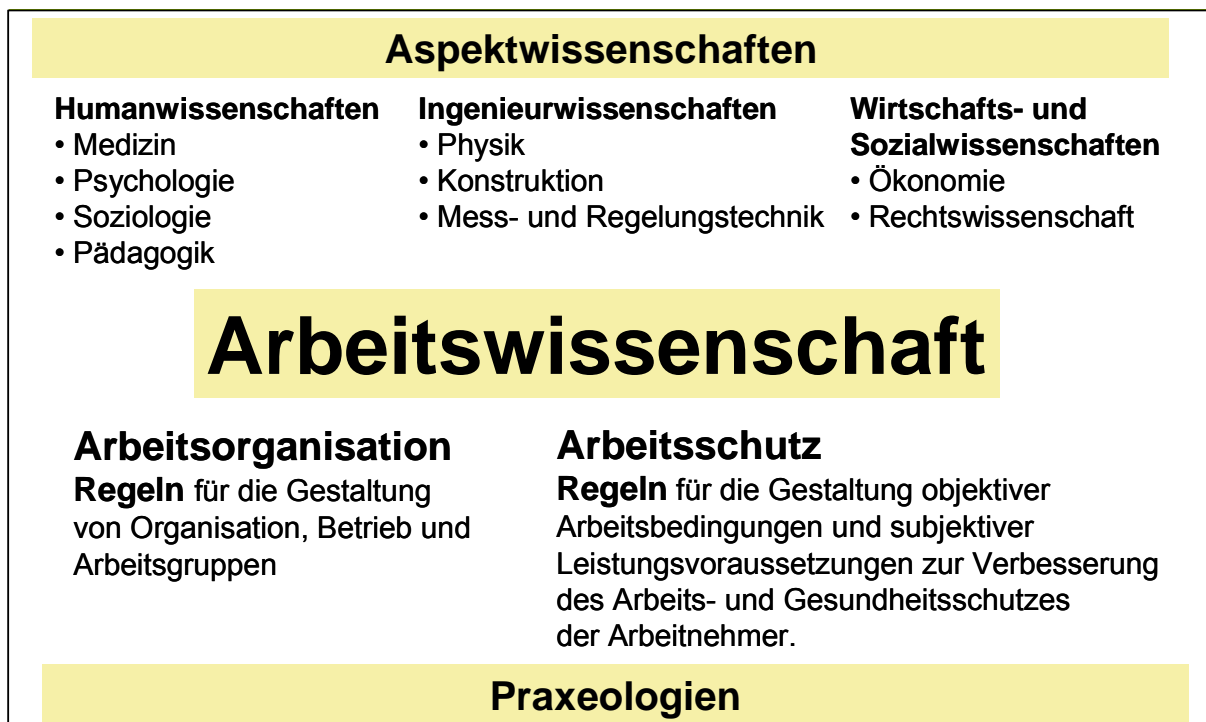 Aspektwissenschaften
Humanwissenschaften
• Medizin
• Psychologie
• Soziologie
• Pädagogik
Ingenieurwissenschaften
• Physik
• Konstruktion
• Mess- und Regelungstechnik
Wirtschafts- und
Sozialwissenschaften
• Ökonomie
• Rechtswissenschaft
Arbeitswissenschaft
Arbeitsorganisation
Regeln für die Gestaltung
von Organisation, Betrieb und
Arbeitsgruppen
Arbeitsschutz
Regeln für die Gestaltung objektiver
Arbeitsbedingungen und subjektiver
Leistungsvoraussetzungen zur Verbesserung
des Arbeits- und Gesundheitsschutzes
der Arbeitnehmer.
Praxeologien